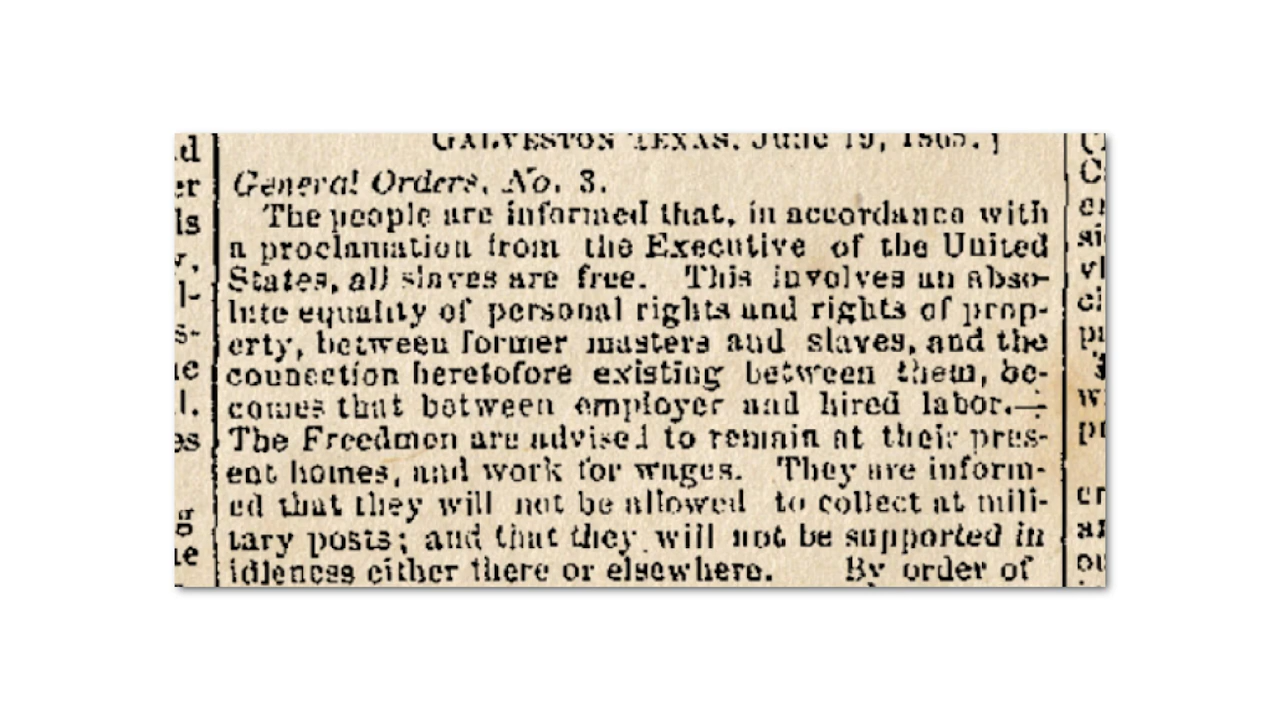 GALVESTON TEXAS, June 19, 1865. }
General Orders, No. 3.
The people are informed that, in accordance with
a proclamation from the Executive of the United
States, all slaves are free. This involves an abso-
lute equality of personal rights and rights of prop-
erty, between former masters and slaves, and the
connection heretofore existing between them, be-
comes that between employer and hired labor.—
The Freedmen are advised to remain at their pres-
ent homes, and work for wages. They are inform-
ed that they will not be allowed to collect at mili-
tary posts; and that they will not be supported in
idleness either there or elsewhere. By order of